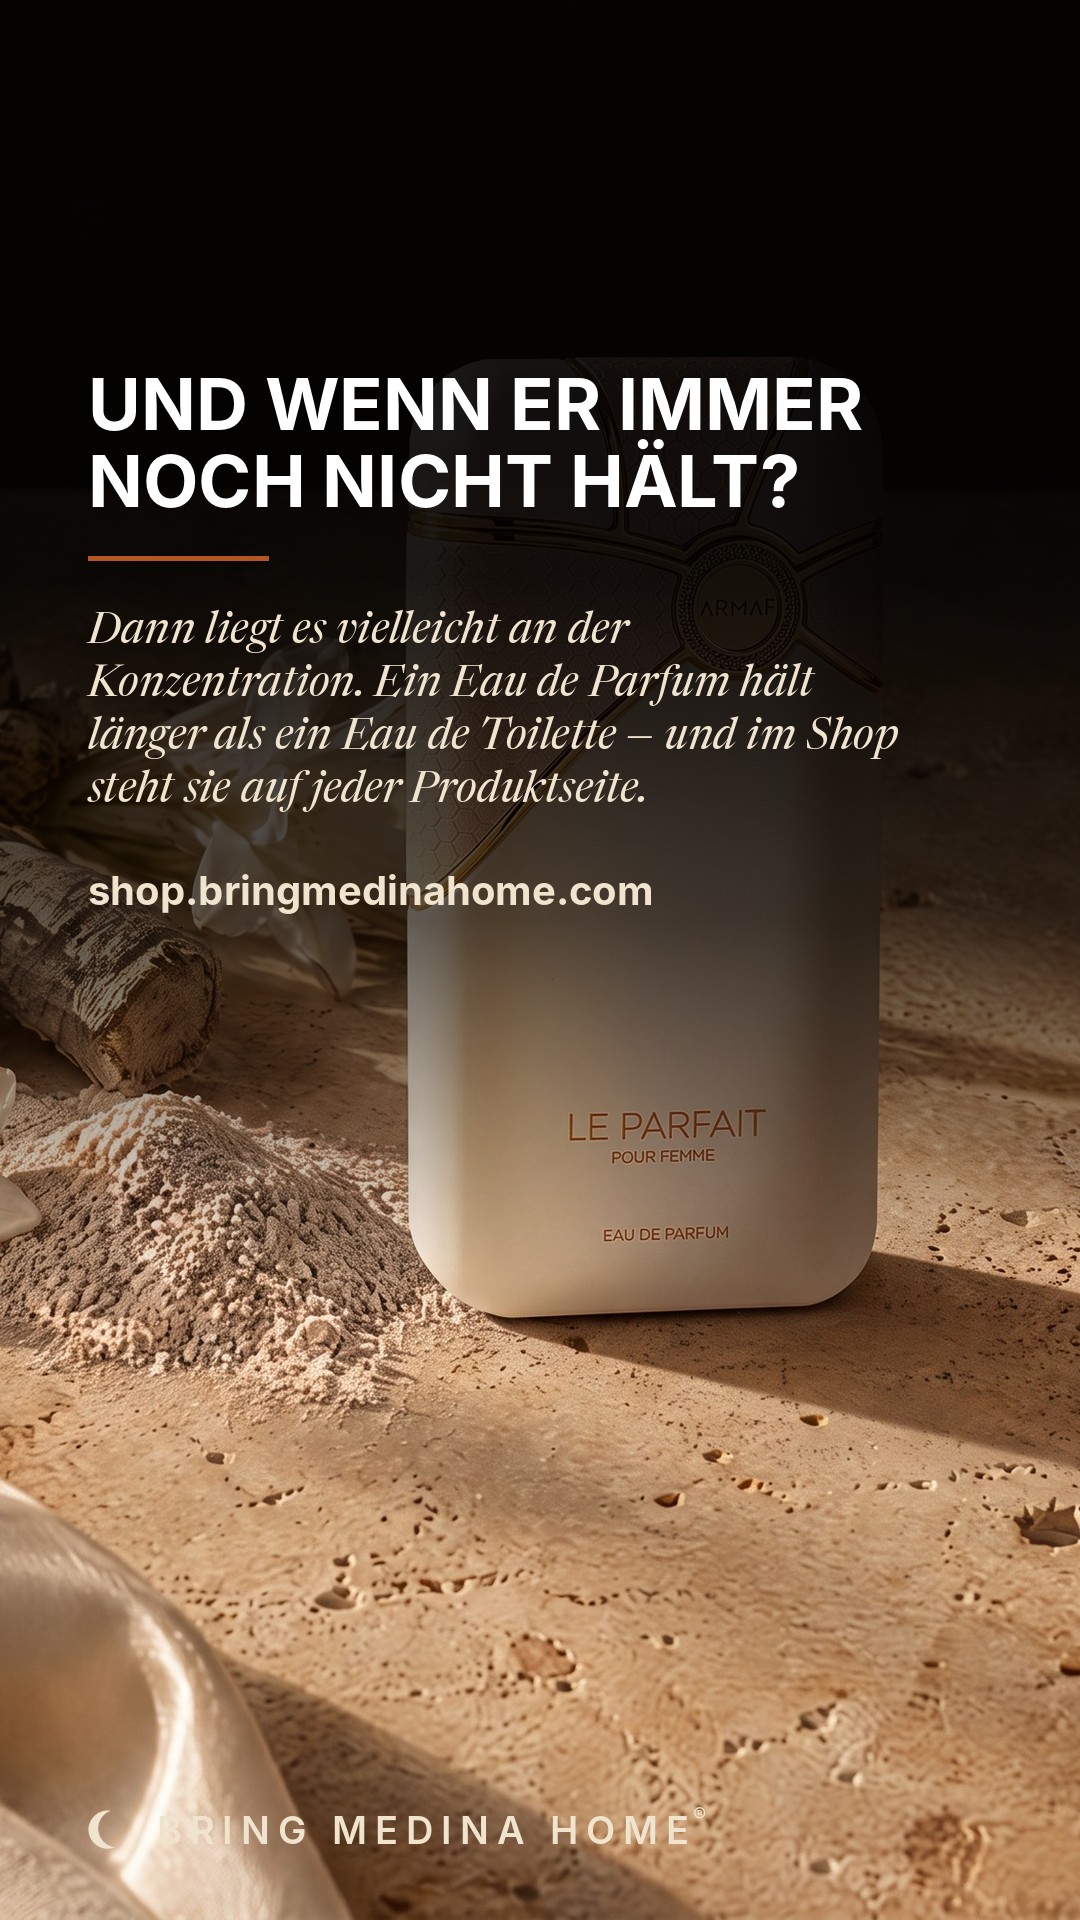 UND WENN ER IMMER
NOCH NICHT HÄLT?
Dann liegt es vielleicht an der
Konzentration. Ein Eau de Parfum hält
länger als ein Eau de Toilette – und im Shop
steht sie auf jeder Produktseite.
shop.bringmedinahome.com
ARMAF
LE PARFAIT
POUR FEMME
EAU DE PARFUM
BRING MEDINA HOME®